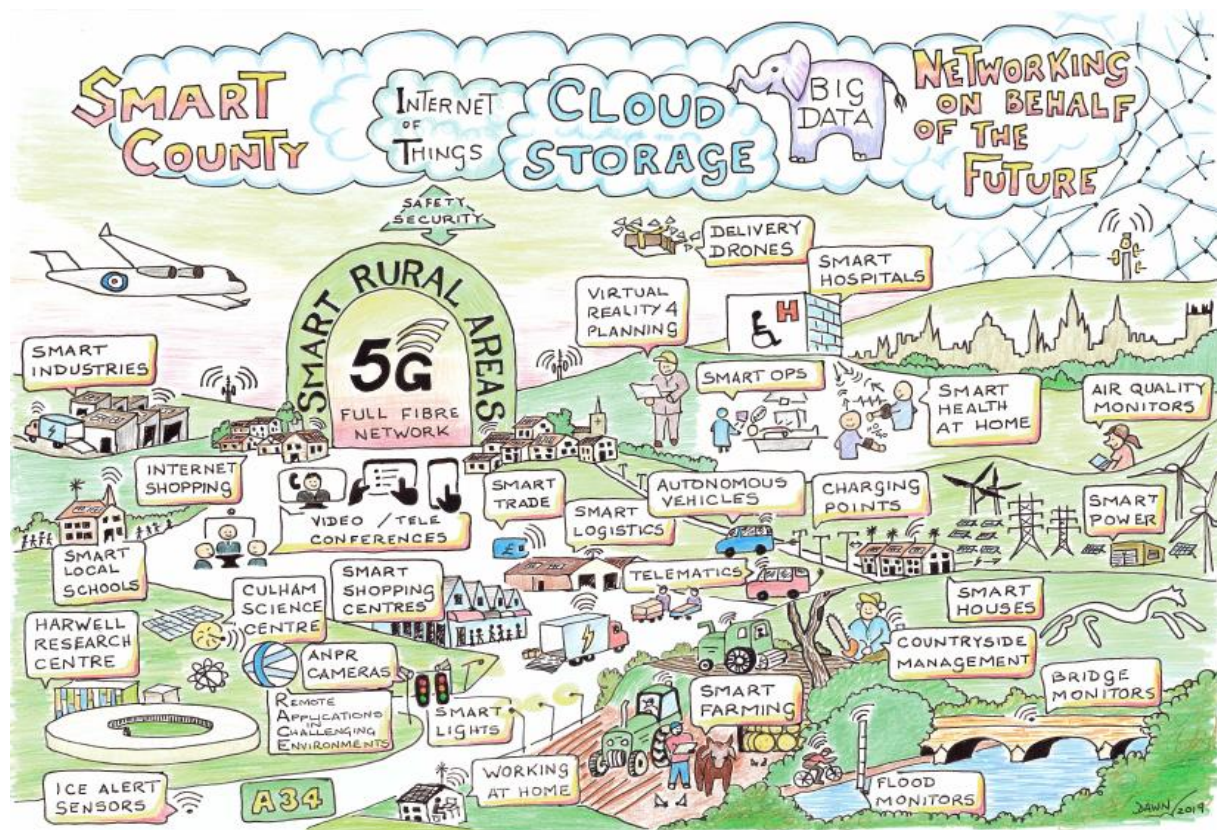 SMART
COUNTY
INTERNET
OF
THINGS
CLOUD
STORAGE
BIG
DATA
NETWORKING
ON BEHALF
OF THE
FUTURE
SAFETY
SECURITY
SMART RURAL AREAS
5G
FULL FIBRE
NETWORK
DELIVERY
DRONES
SMART
HOSPITALS
H
VIRTUAL
REALITY 4
PLANNING
SMART
INDUSTRIES
SMART OPS
SMART
HEALTH
AT HOME
AIR QUALITY
MONITORS
INTERNET
SHOPPING
VIDEO / TELE
CONFERENCES
SMART
TRADE
£
SMART
LOGISTICS
AUTONOMOUS
VEHICLES
CHARGING
POINTS
SMART
POWER
SMART
LOCAL
SCHOOLS
CULHAM
SCIENCE
CENTRE
SMART
SHOPPING
CENTRES
TELEMATICS
SMART
HOUSES
HARWELL
RESEARCH
CENTRE
ANPR
CAMERAS
COUNTRYSIDE
MANAGEMENT
BRIDGE
MONITORS
REMOTE
APPLICATIONS
IN
CHALLENGING
ENVIRONMENTS
SMART
LIGHTS
SMART
FARMING
ICE ALERT
SENSORS
A34
WORKING
AT HOME
FLOOD
MONITORS
DAWN/2019